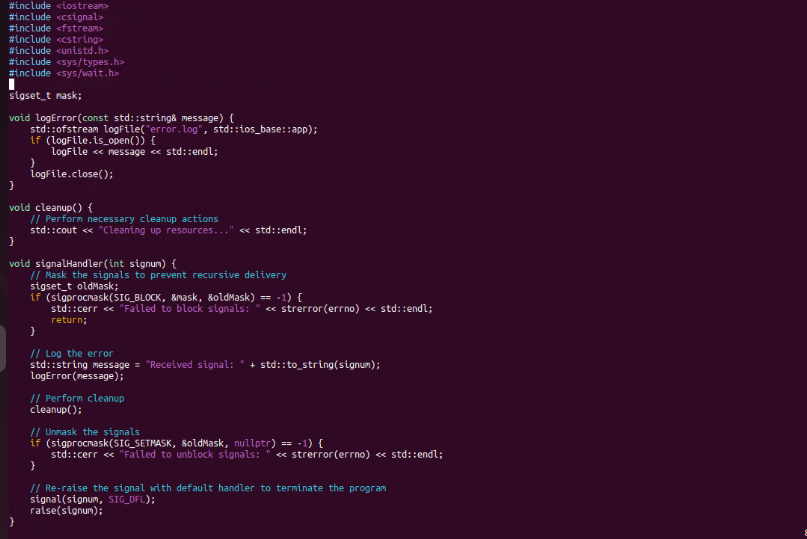 #include <iostream>
#include <csignal>
#include <fstream>
#include <cstring>
#include <unistd.h>
#include <sys/types.h>
#include <sys/wait.h>

sigset_t mask;

void logError(const std::string& message) {
    std::ofstream logFile("error.log", std::ios_base::app);
    if (logFile.is_open()) {
        logFile << message << std::endl;
    }
    logFile.close();
}

void cleanup() {
    // Perform necessary cleanup actions
    std::cout << "Cleaning up resources..." << std::endl;
}

void signalHandler(int signum) {
    // Mask the signals to prevent recursive delivery
    sigset_t oldMask;
    if (sigprocmask(SIG_BLOCK, &mask, &oldMask) == -1) {
        std::cerr << "Failed to block signals: " << strerror(errno) << std::endl;
        return;
    }

    // Log the error
    std::string message = "Received signal: " + std::to_string(signum);
    logError(message);

    // Perform cleanup
    cleanup();

    // Unmask the signals
    if (sigprocmask(SIG_SETMASK, &oldMask, nullptr) == -1) {
        std::cerr << "Failed to unblock signals: " << strerror(errno) << std::endl;
    }

    // Re-raise the signal with default handler to terminate the program
    signal(signum, SIG_DFL);
    raise(signum);
}